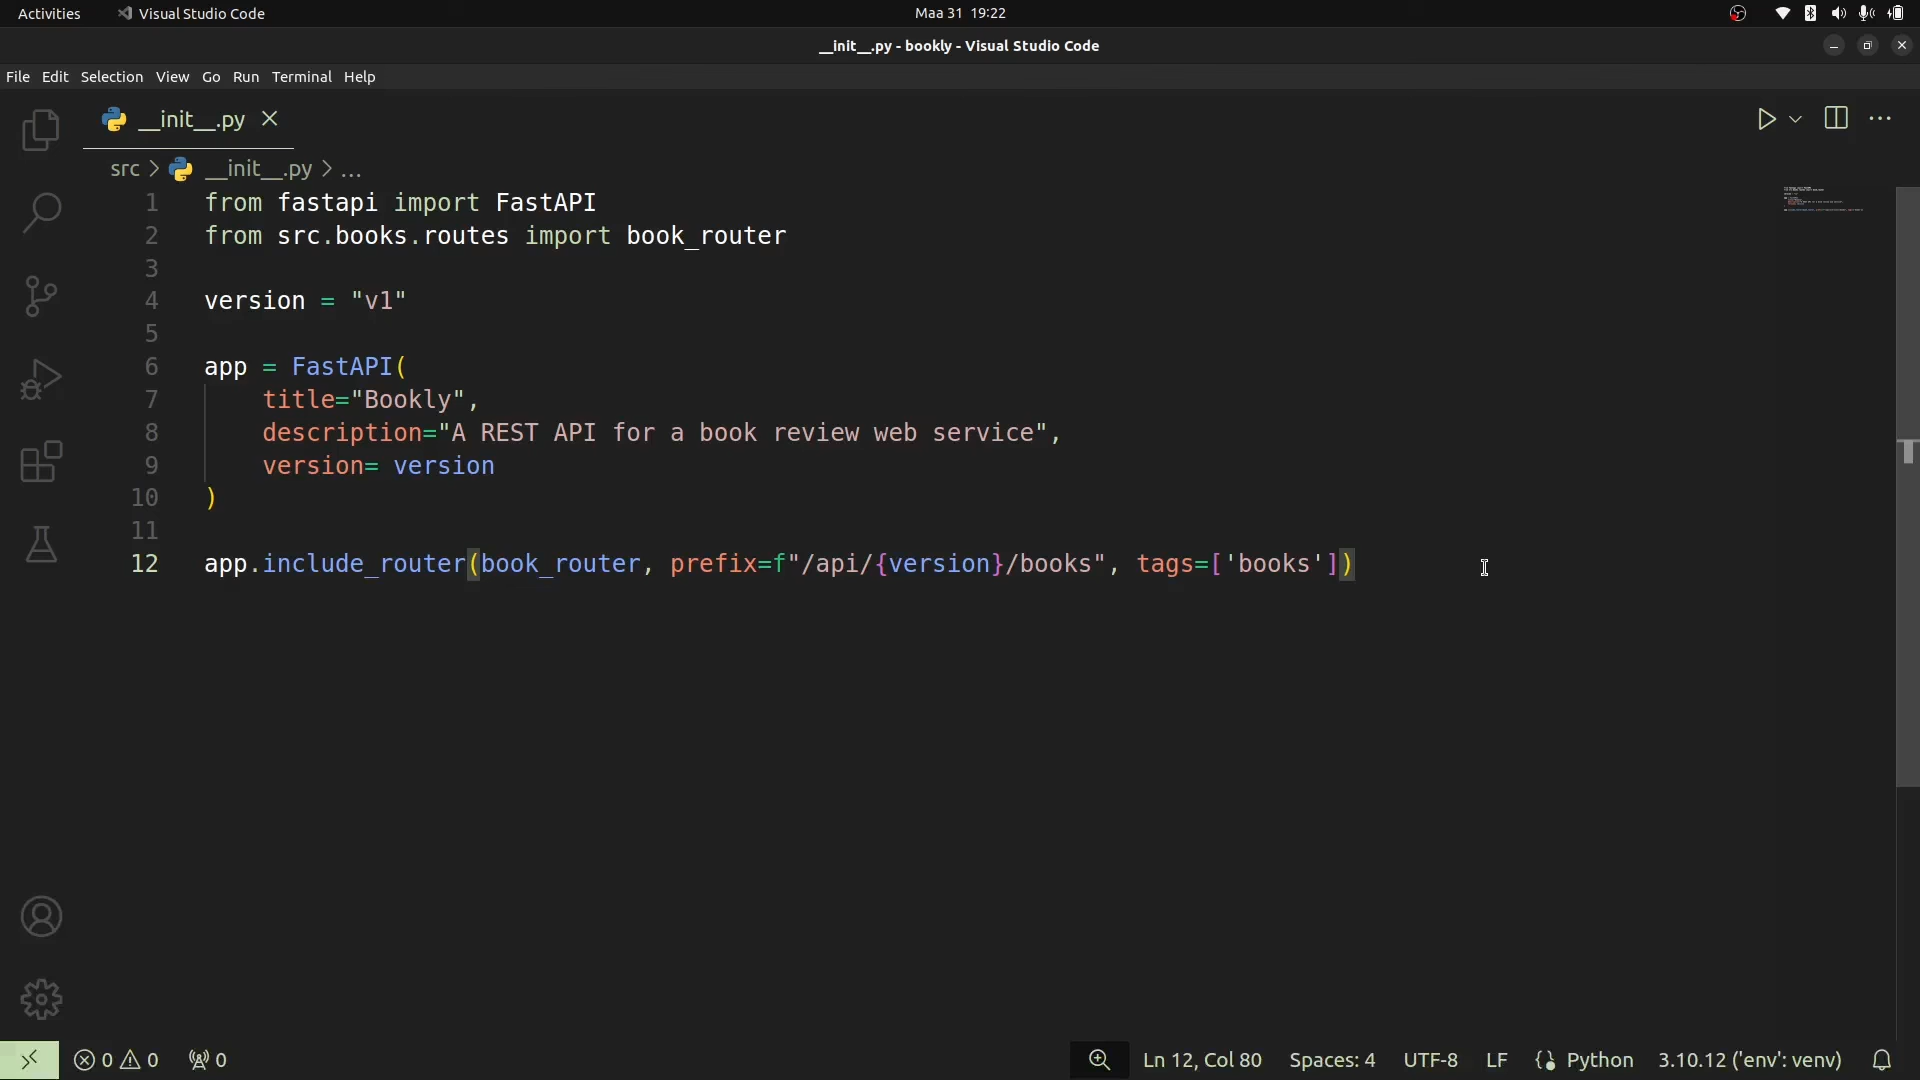 Activities Visual Studio Code Maa 31 19:22
__init__.py - bookly - Visual Studio Code
File Edit Selection View Go Run Terminal Help
__init__.py
src > __init__.py > ...
1 from fastapi import FastAPI
2 from src.books.routes import book_router
3
4 version = "v1"
5
6 app = FastAPI(
7     title="Bookly",
8     description="A REST API for a book review web service",
9     version= version
10 )
11
12 app.include_router(book_router, prefix=f"/api/{version}/books", tags=['books'])
0 0 0 Ln 12, Col 80 Spaces: 4 UTF-8 LF Python 3.10.12 ('env': venv)